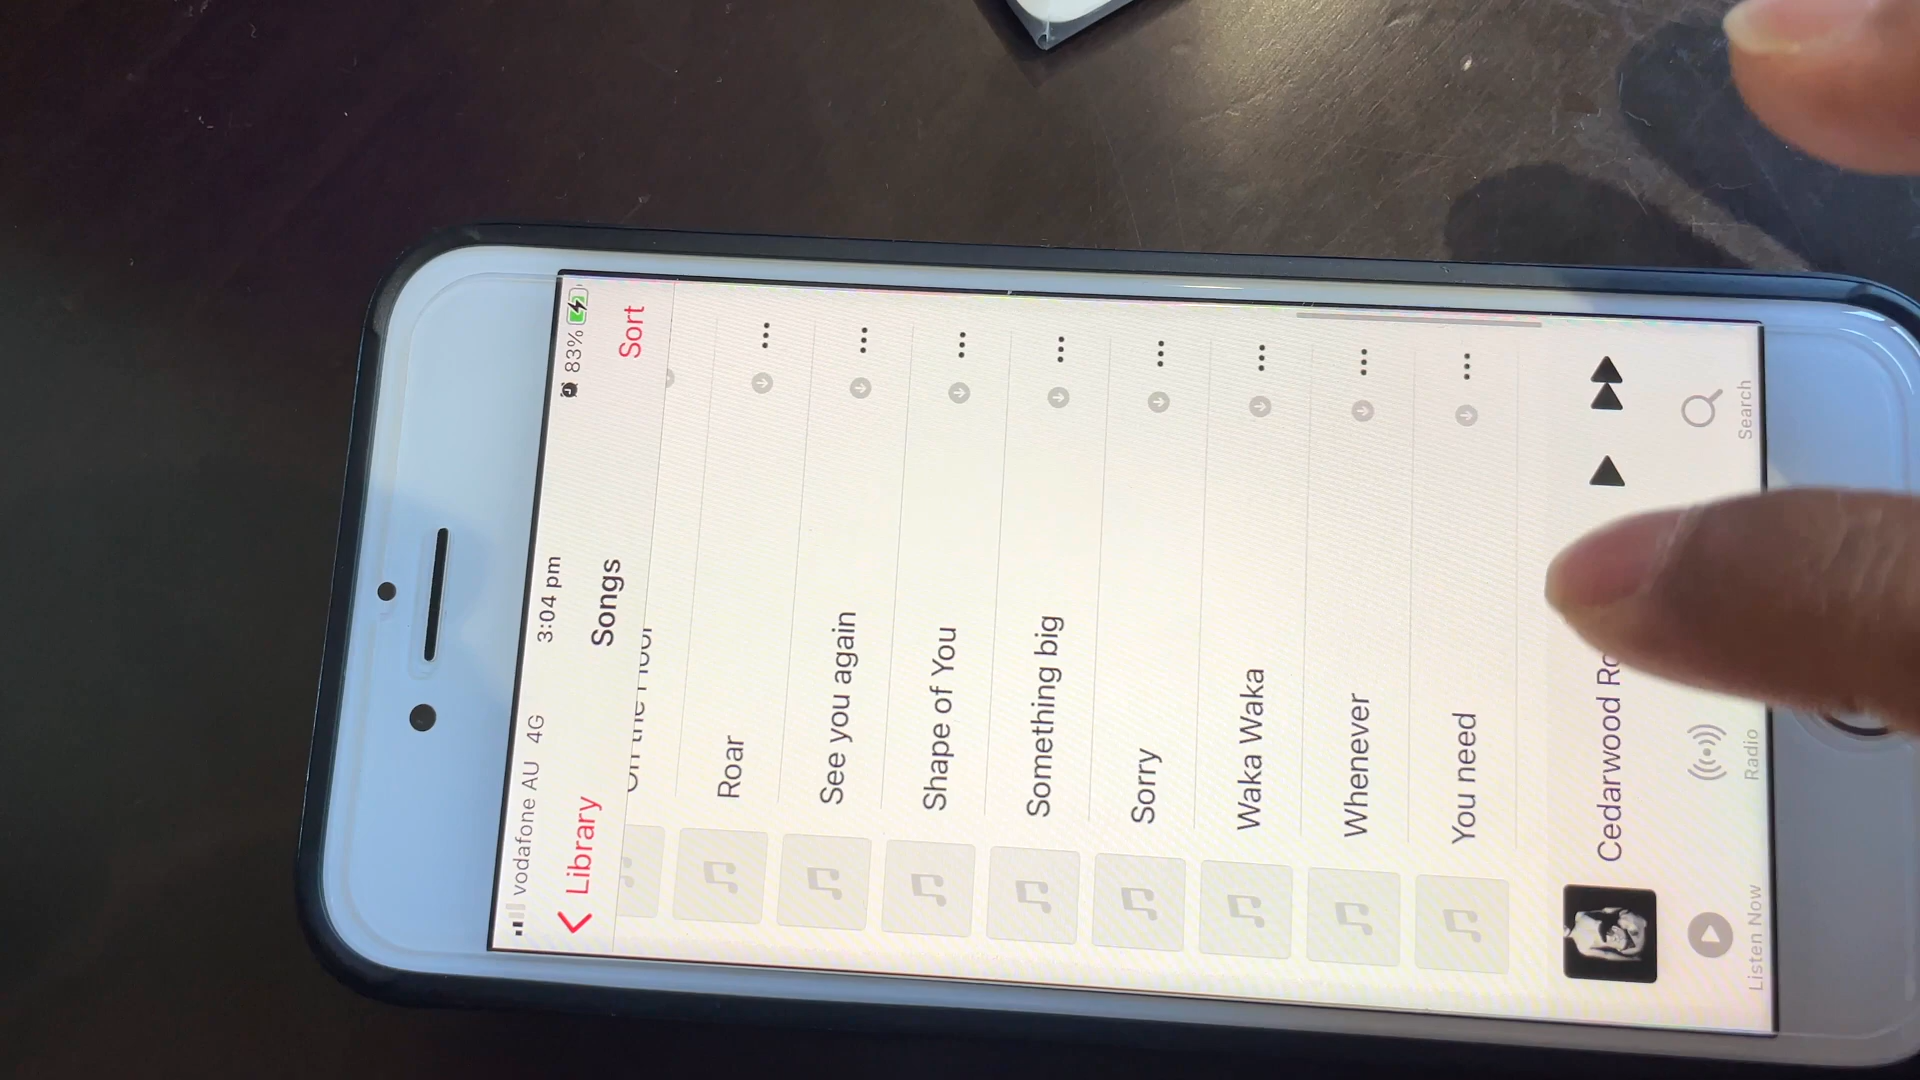 vodafone AU 4G 3:04 pm 83%
Library Songs Sort
Roar
See you again
Shape of You
Something big
Sorry
Waka Waka
Whenever
You need
Cedarwood
Listen Now Radio Search